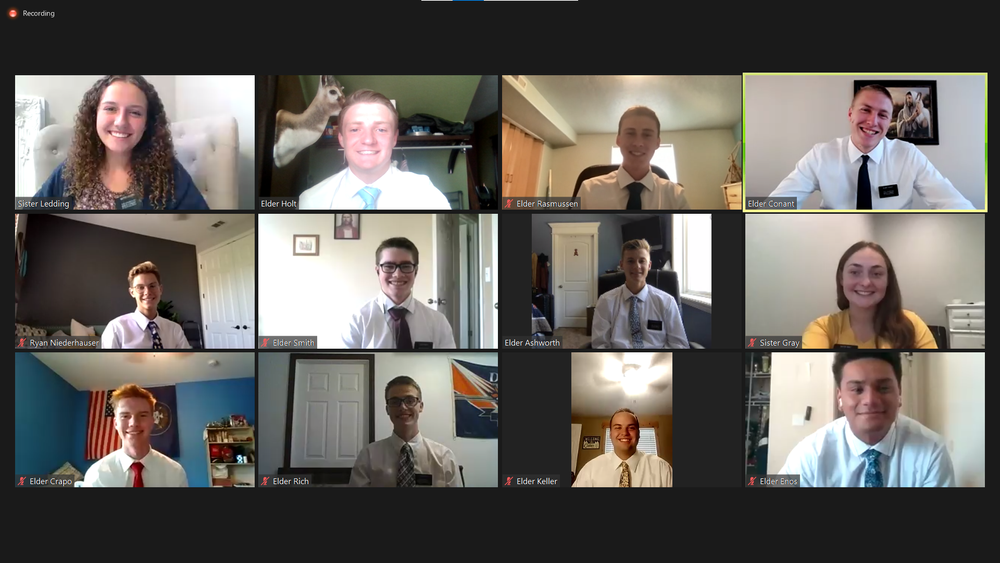 Recording
Sister Ledding
Elder Holt
Elder Rasmussen
Elder Conant
Ryan Niederhauser
Elder Smith
Elder Ashworth
Sister Gray
Elder Crapo
Elder Rich
Elder Keller
Elder Enos